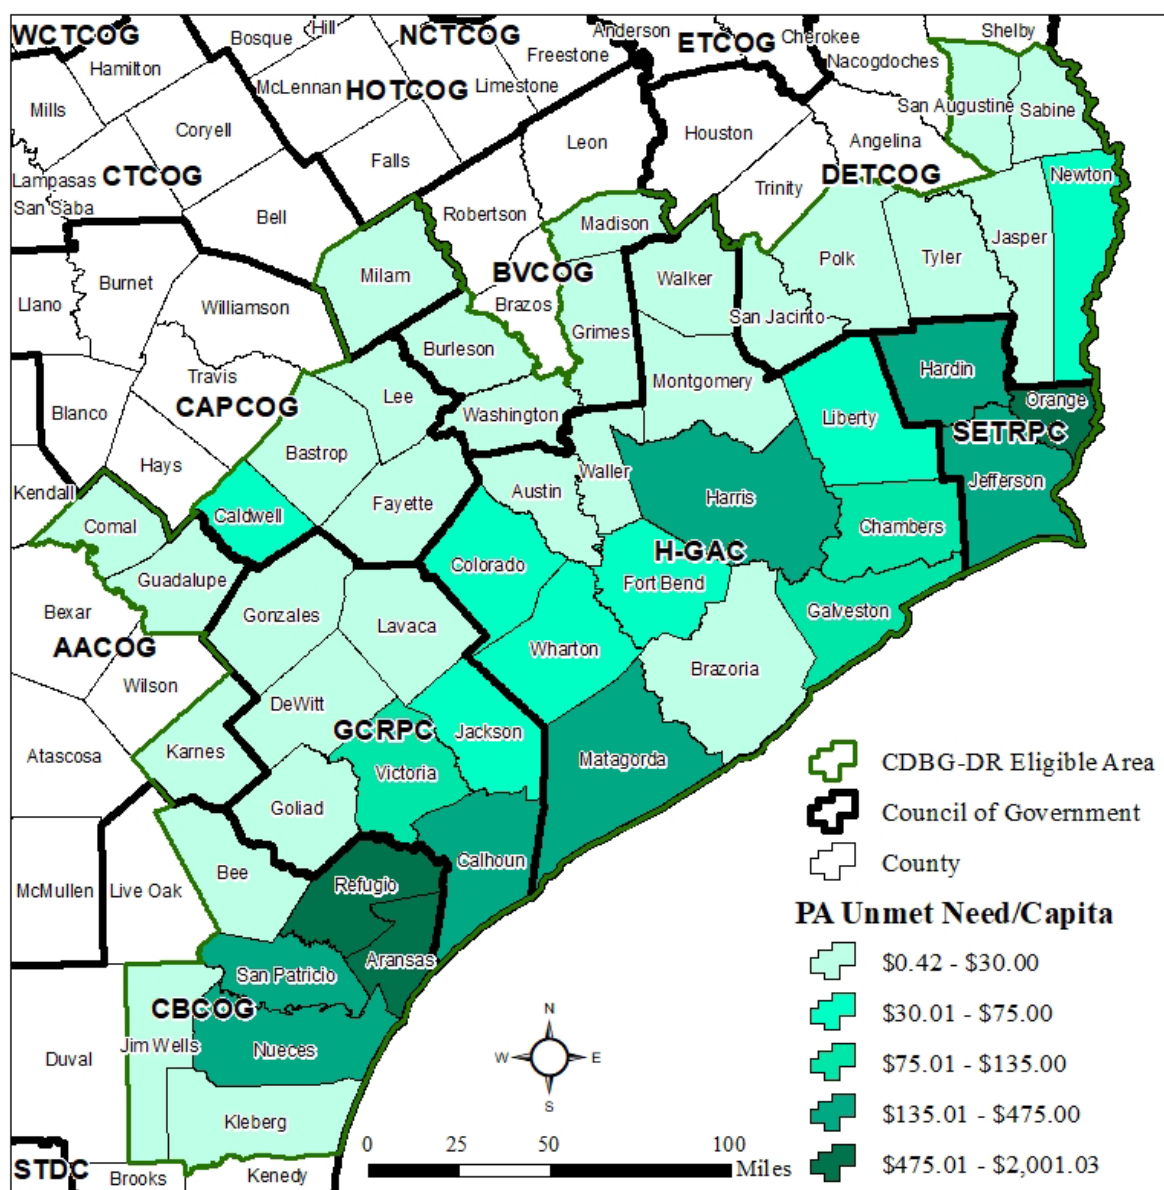 WCTCOG
Bosque
Hill
NCTCOG
Anderson
ETCOG
Cherokee
Shelby
Hamilton
Freestone
Nacogdoches
McLennan
HOTCOG
Limestone
Mills
San Augustine
Sabine
Coryell
Leon
Houston
Angelina
Falls
Lampasas
CTCOG
Trinity
DETCOG
Newton
San Saba
Bell
Robertson
Madison
Jasper
Milam
BVCOG
Walker
Polk
Tyler
Burnet
Llano
Williamson
Brazos
San Jacinto
Grimes
Burleson
Travis
Montgomery
Hardin
Blanco
CAPCOG
Lee
Washington
Liberty
Orange
SETRPC
Hays
Bastrop
Waller
Jefferson
Kendall
Austin
Harris
Fayette
Comal
Caldwell
Chambers
Colorado
H-GAC
Guadalupe
Fort Bend
Bexar
Gonzales
Lavaca
Galveston
AACOG
Wharton
Brazoria
Wilson
DeWitt
GCRPC
Jackson
Atascosa
Karnes
Victoria
Matagorda
Goliad
Calhoun
Bee
Refugio
McMullen
Live Oak
Aransas
San Patricio
CBCOG
Jim Wells
Nueces
Duval
Kleberg
STDC
Brooks
Kenedy
CDBG-DR Eligible Area
Council of Government
County
PA Unmet Need/Capita
$0.42 - $30.00
$30.01 - $75.00
$75.01 - $135.00
$135.01 - $475.00
$475.01 - $2,001.03
N
W
E
S
0 25 50 100
Miles